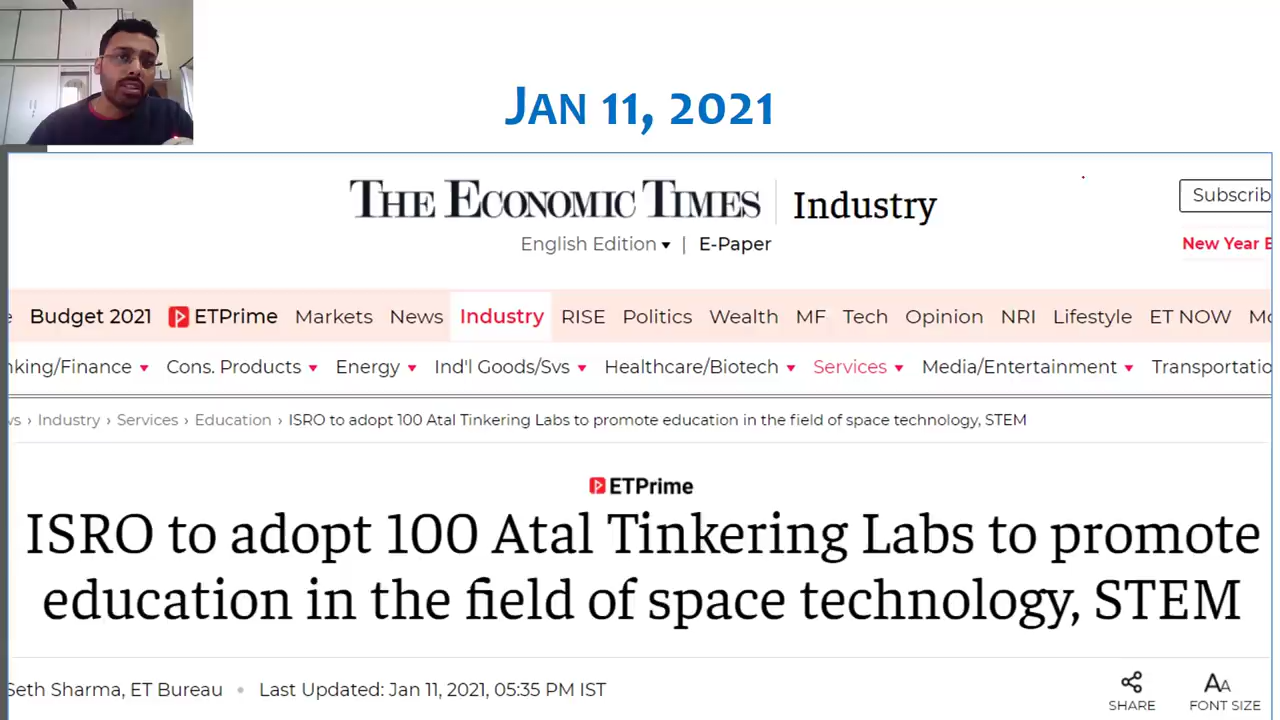 JAN 11, 2021
THE ECONOMIC TIMES | Industry
Subscrib
English Edition | E-Paper
New Year E
Budget 2021 ETPrime Markets News Industry RISE Politics Wealth MF Tech Opinion NRI Lifestyle ET NOW Mo
nking/Finance Cons. Products Energy Ind'l Goods/Svs Healthcare/Biotech Services Media/Entertainment Transportatio
vs › Industry › Services › Education › ISRO to adopt 100 Atal Tinkering Labs to promote education in the field of space technology, STEM
ETPrime
ISRO to adopt 100 Atal Tinkering Labs to promote
education in the field of space technology, STEM
Seth Sharma, ET Bureau • Last Updated: Jan 11, 2021, 05:35 PM IST
SHARE
AA
FONT SIZE